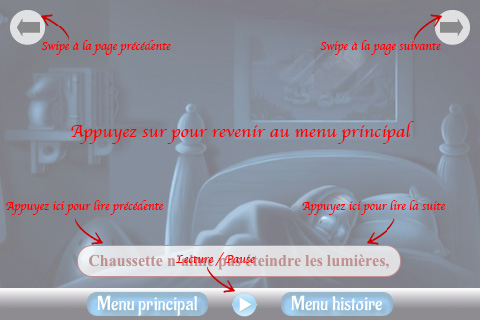 Swipe à la page précédente
Swipe à la page suivante
Appuyez sur pour revenir au menu principal
Appuyez ici pour lire précédente
Appuyez ici pour lire la suite
Lecture / Pause
Chaussette n'aime pas éteindre les lumières,
Menu principal
Menu histoire